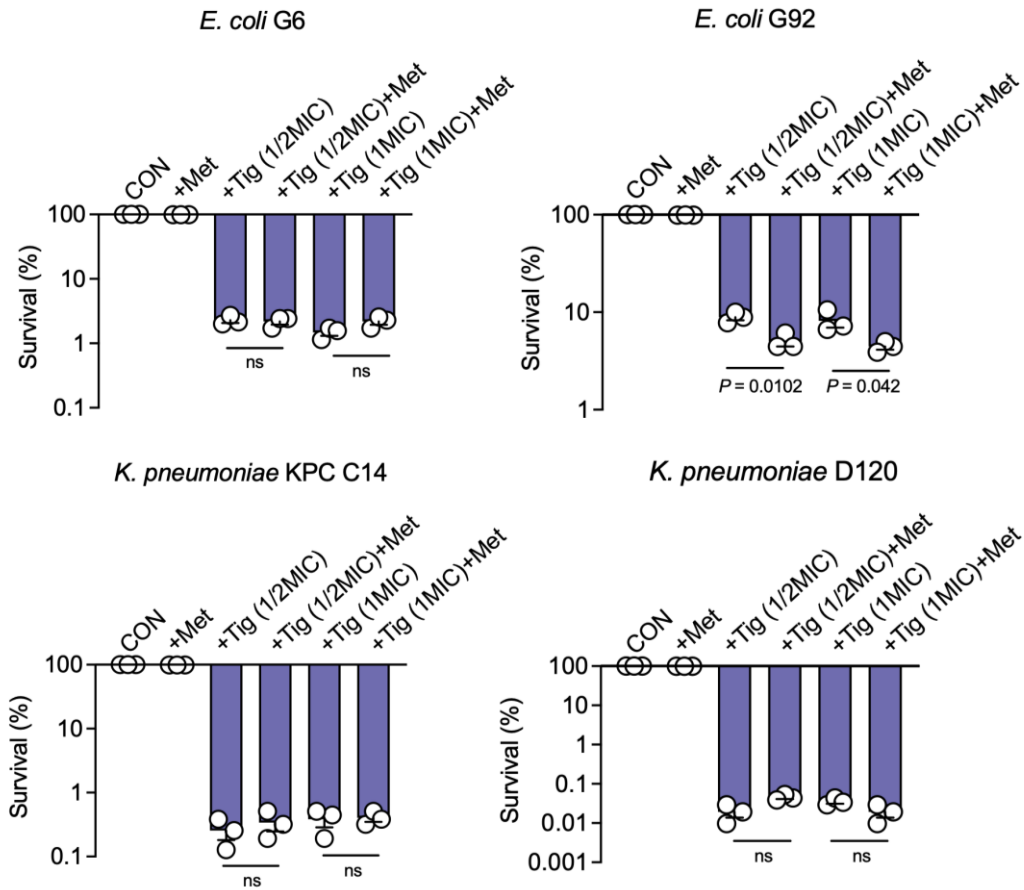 E. coli G6
CON
+Met
+Tig (1/2MIC)
+Tig (1/2MIC)+Met
+Tig (1MIC)
+Tig (1MIC)+Met
Survival (%)
100
10
1
0.1
ns
ns
E. coli G92
CON
+Met
+Tig (1/2MIC)
+Tig (1/2MIC)+Met
+Tig (1MIC)
+Tig (1MIC)+Met
Survival (%)
100
10
1
P = 0.0102
P = 0.042
K. pneumoniae KPC C14
CON
+Met
+Tig (1/2MIC)
+Tig (1/2MIC)+Met
+Tig (1MIC)
+Tig (1MIC)+Met
Survival (%)
100
10
1
0.1
ns
ns
K. pneumoniae D120
CON
+Met
+Tig (1/2MIC)
+Tig (1/2MIC)+Met
+Tig (1MIC)
+Tig (1MIC)+Met
Survival (%)
100
10
1
0.1
0.01
0.001
ns
ns